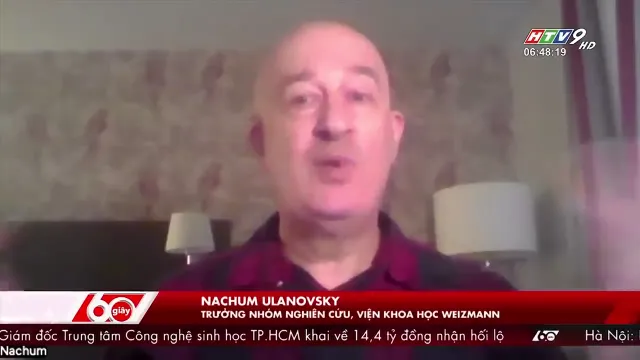 HTV9 HD
06:48:19
60 giây
NACHUM ULANOVSKY
TRƯỞNG NHÓM NGHIÊN CỨU, VIỆN KHOA HỌC WEIZMANN
Giám đốc Trung tâm Công nghệ sinh học TP.HCM khai về 14,4 tỷ đồng nhận hối lộ 60 Hà Nội:
Nachum